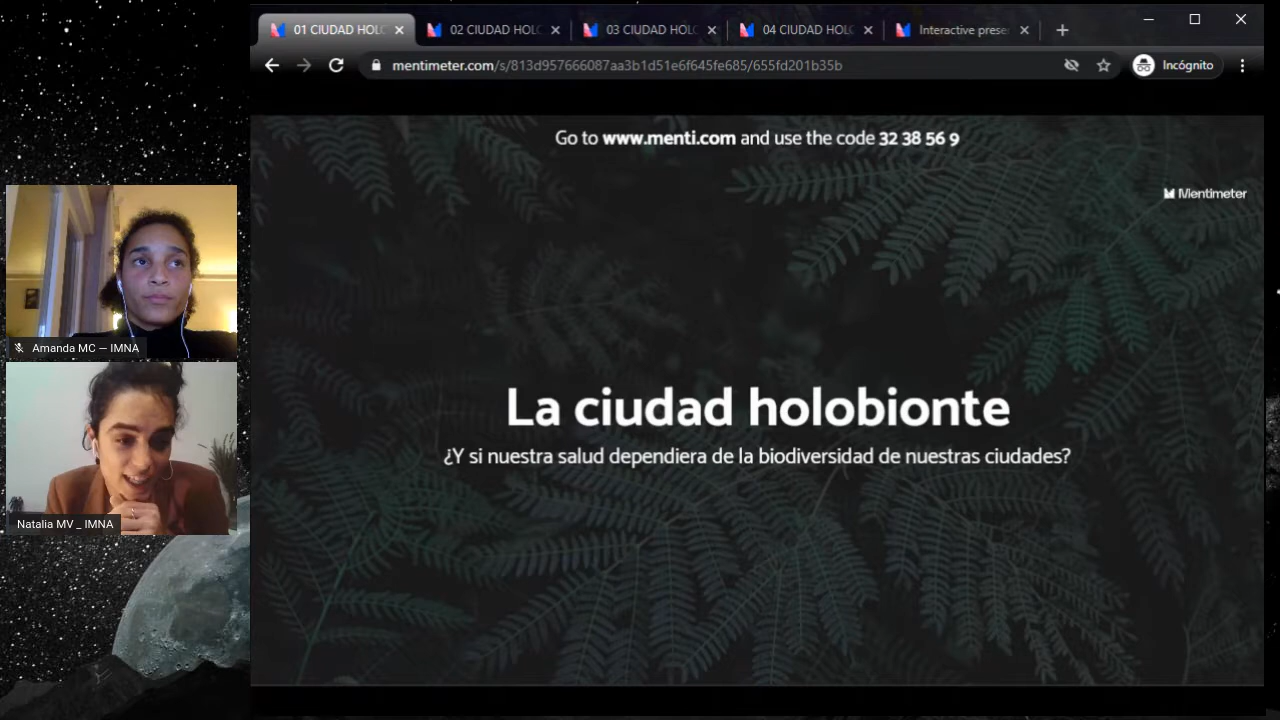 01 CIUDAD HOLO
02 CIUDAD HOLO
03 CIUDAD HOLO
04 CIUDAD HOLO
Interactive prese
mentimeter.com/s/813d957666087aa3b1d51e6f645fe685/655fd201b35b
Incógnito
Go to www.menti.com and use the code 32 38 56 9
Mentimeter
Amanda MC — IMNA
La ciudad holobionte
¿Y si nuestra salud dependiera de la biodiversidad de nuestras ciudades?
Natalia MV _ IMNA